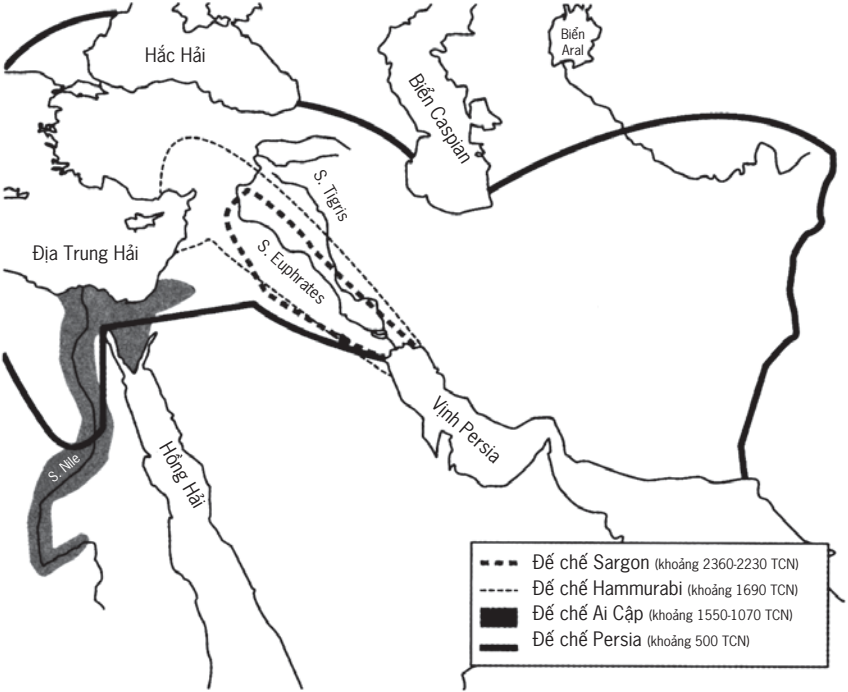 Hắc Hải
Biển
Aral
Biển Caspian
S. Tigris
Địa Trung Hải
S. Euphrates
Vịnh Persia
S. Nile
Hồng Hải
Đế chế Sargon (khoảng 2360-2230 TCN)
Đế chế Hammurabi (khoảng 1690 TCN)
Đế chế Ai Cập (khoảng 1550-1070 TCN)
Đế chế Persia (khoảng 500 TCN)